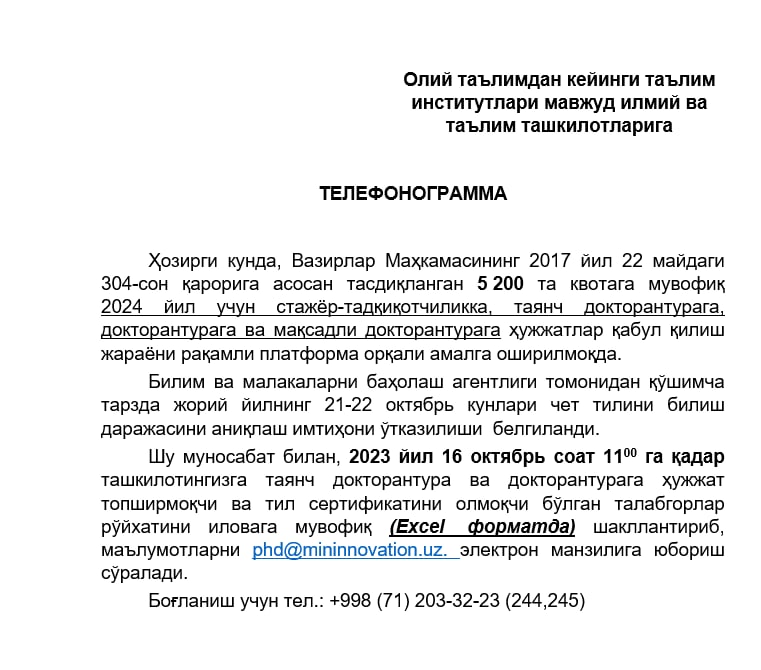 Олий таълимдан кейинги таълим
институтлари мавжуд илмий ва
таълим ташкилотларига
ТЕЛЕФОНОГРАММА
Ҳозирги кунда, Вазирлар Маҳкамасининг 2017 йил 22 майдаги
304-сон қарорига асосан тасдиқланган 5 200 та квотага мувофиқ
2024 йил учун стажёр-тадқиқотчиликка, таянч докторантурага,
докторантурага ва мақсадли докторантурага ҳужжатлар қабул қилиш
жараёни рақамли платформа орқали амалга оширилмоқда.
Билим ва малакаларни баҳолаш агентлиги томонидан қўшимча
тарзда жорий йилнинг 21-22 октябрь кунлари чет тилини билиш
даражасини аниқлаш имтиҳони ўтказилиши белгиланди.
Шу муносабат билан, 2023 йил 16 октябрь соат 11⁰⁰ га қадар
ташкилотингизга таянч докторантура ва докторантурага ҳужжат
топширмоқчи ва тил сертификатини олмоқчи бўлган талабгорлар
рўйхатини иловага мувофиқ (Excel форматда) шакллантириб,
маълумотларни phd@mininnovation.uz. электрон манзилига юбориш
сўралади.
Боғланиш учун тел.: +998 (71) 203-32-23 (244,245)